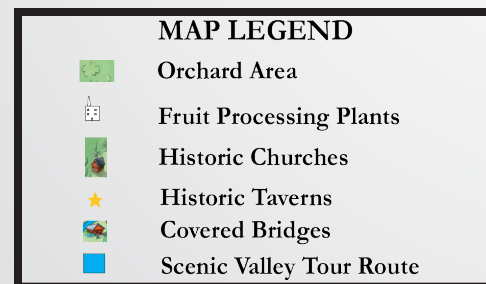 MAP LEGEND
Orchard Area
Fruit Processing Plants
Historic Churches
Historic Taverns
Covered Bridges
Scenic Valley Tour Route